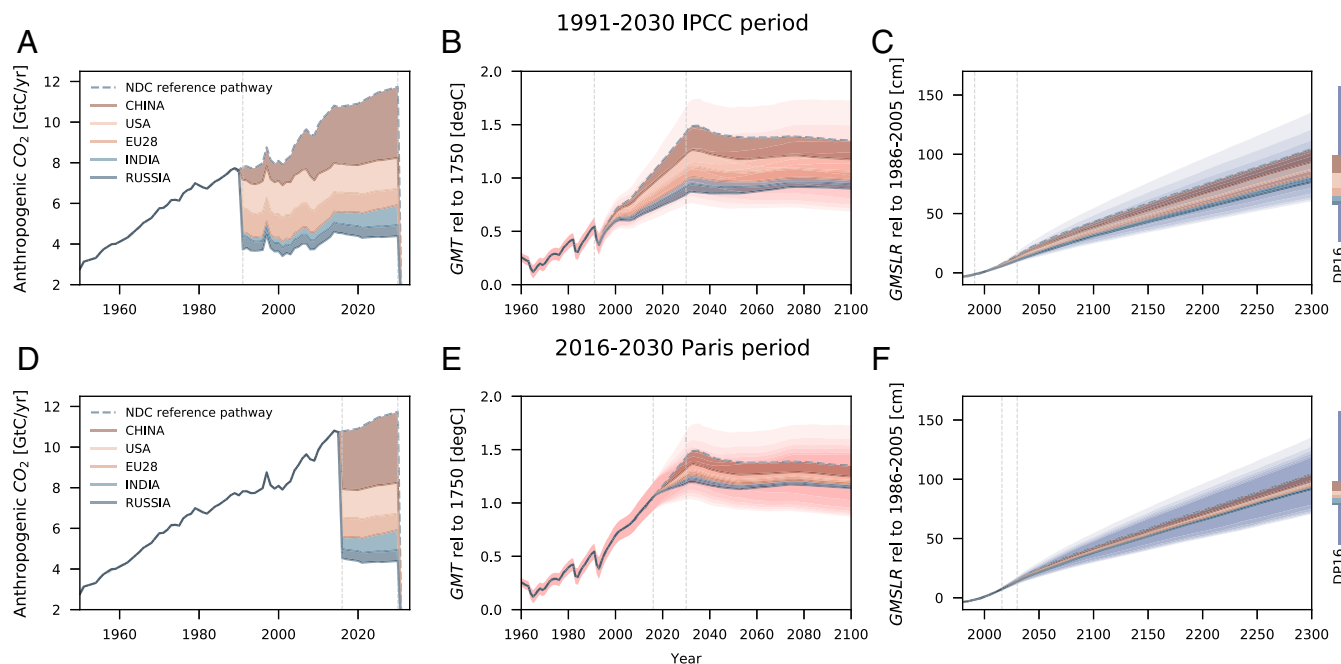 1991-2030 IPCC period
A
Anthropogenic CO2 [GtC/yr]
12
10
8
6
4
2
NDC reference pathway
CHINA
USA
EU28
INDIA
RUSSIA
1960
1980
2000
2020
B
GMT rel to 1750 [degC]
2.0
1.5
1.0
0.5
0.0
1960 1980 2000 2020 2040 2060 2080 2100
C
GMSLR rel to 1986-2005 [cm]
150
100
50
0
2000 2050 2100 2150 2200 2250 2300
DP16
2016-2030 Paris period
D
Anthropogenic CO2 [GtC/yr]
12
10
8
6
4
2
NDC reference pathway
CHINA
USA
EU28
INDIA
RUSSIA
1960
1980
2000
2020
E
GMT rel to 1750 [degC]
2.0
1.5
1.0
0.5
0.0
1960 1980 2000 2020 2040 2060 2080 2100
Year
F
GMSLR rel to 1986-2005 [cm]
150
100
50
0
2000 2050 2100 2150 2200 2250 2300
DP16